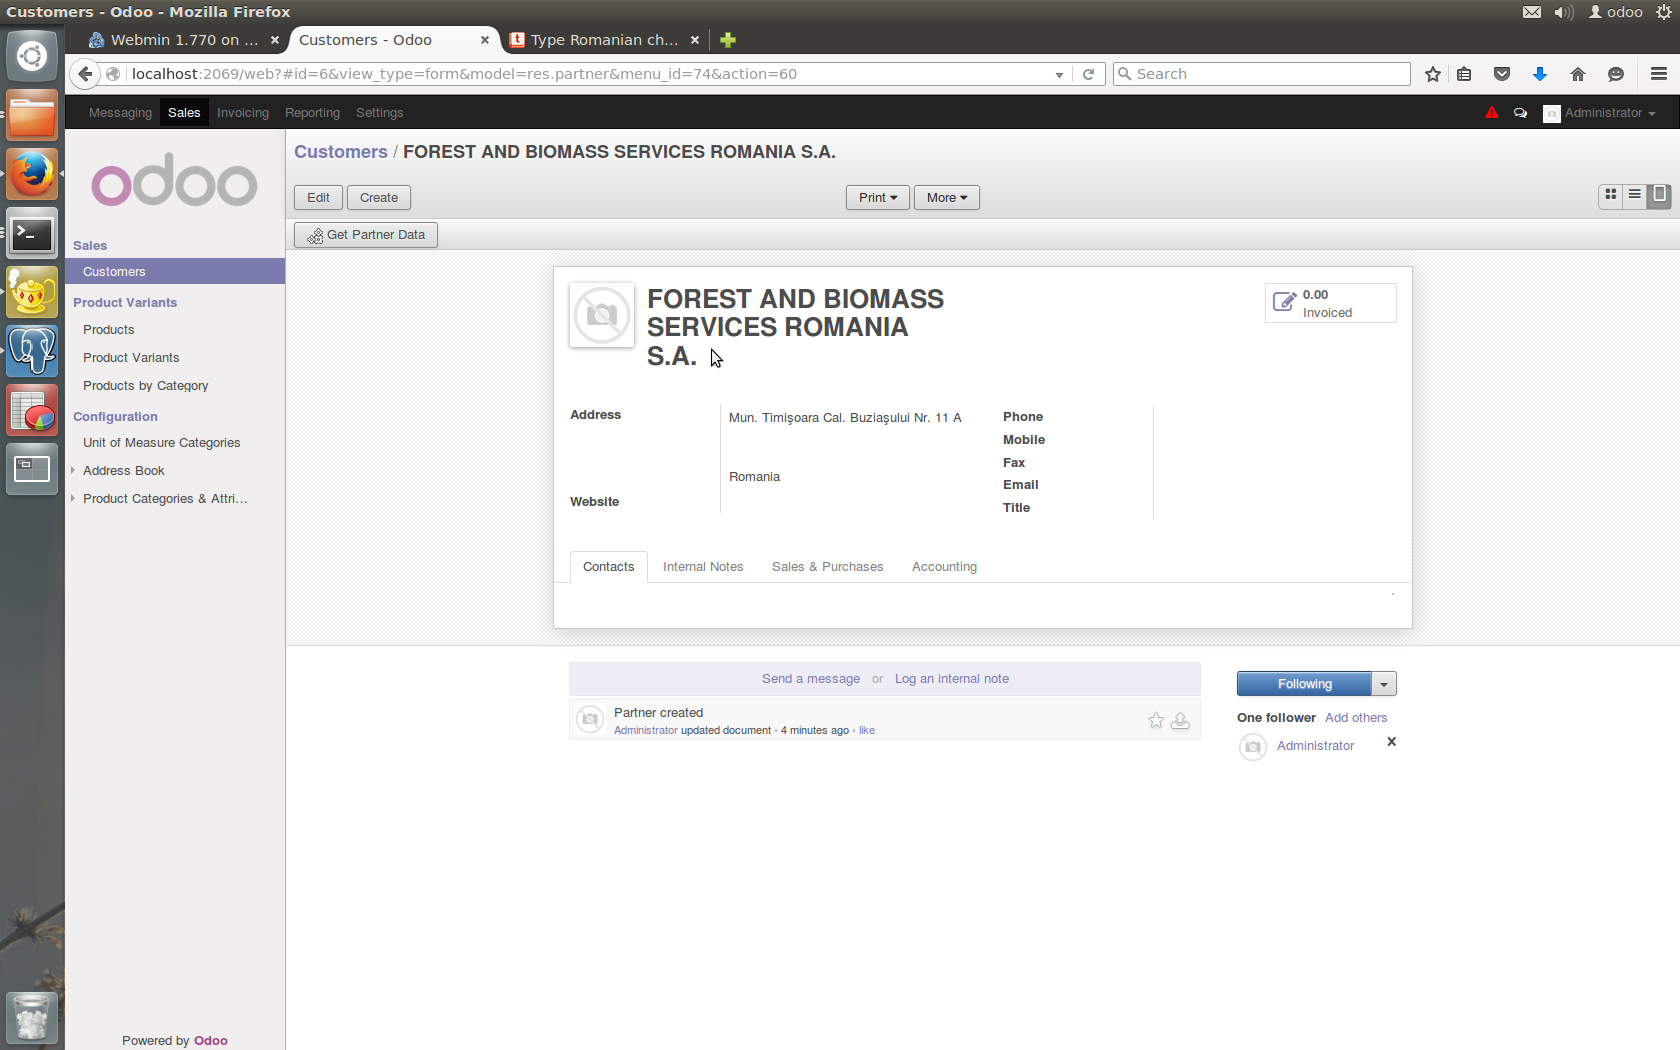 Customers - Odoo - Mozilla Firefox
odoo
Webmin 1.770 on ...
Customers - Odoo
Type Romanian ch...
localhost:2069/web?#id=6&view_type=form&model=res.partner&menu_id=74&action=60
Search
Messaging
Sales
Invoicing
Reporting
Settings
Administrator
odoo
Customers / FOREST AND BIOMASS SERVICES ROMANIA S.A.
Edit
Create
Print
More
Get Partner Data
Sales
Customers
Product Variants
Products
Product Variants
Products by Category
Configuration
Unit of Measure Categories
Address Book
Product Categories & Attri...
Powered by Odoo
FOREST AND BIOMASS
SERVICES ROMANIA
S.A.
0.00
Invoiced
Address
Mun. Timişoara Cal. Buziaşului Nr. 11 A
Romania
Website
Phone
Mobile
Fax
Email
Title
Contacts
Internal Notes
Sales & Purchases
Accounting
Send a message or Log an internal note
Partner created
Administrator updated document • 4 minutes ago • like
Following
One follower Add others
Administrator
x